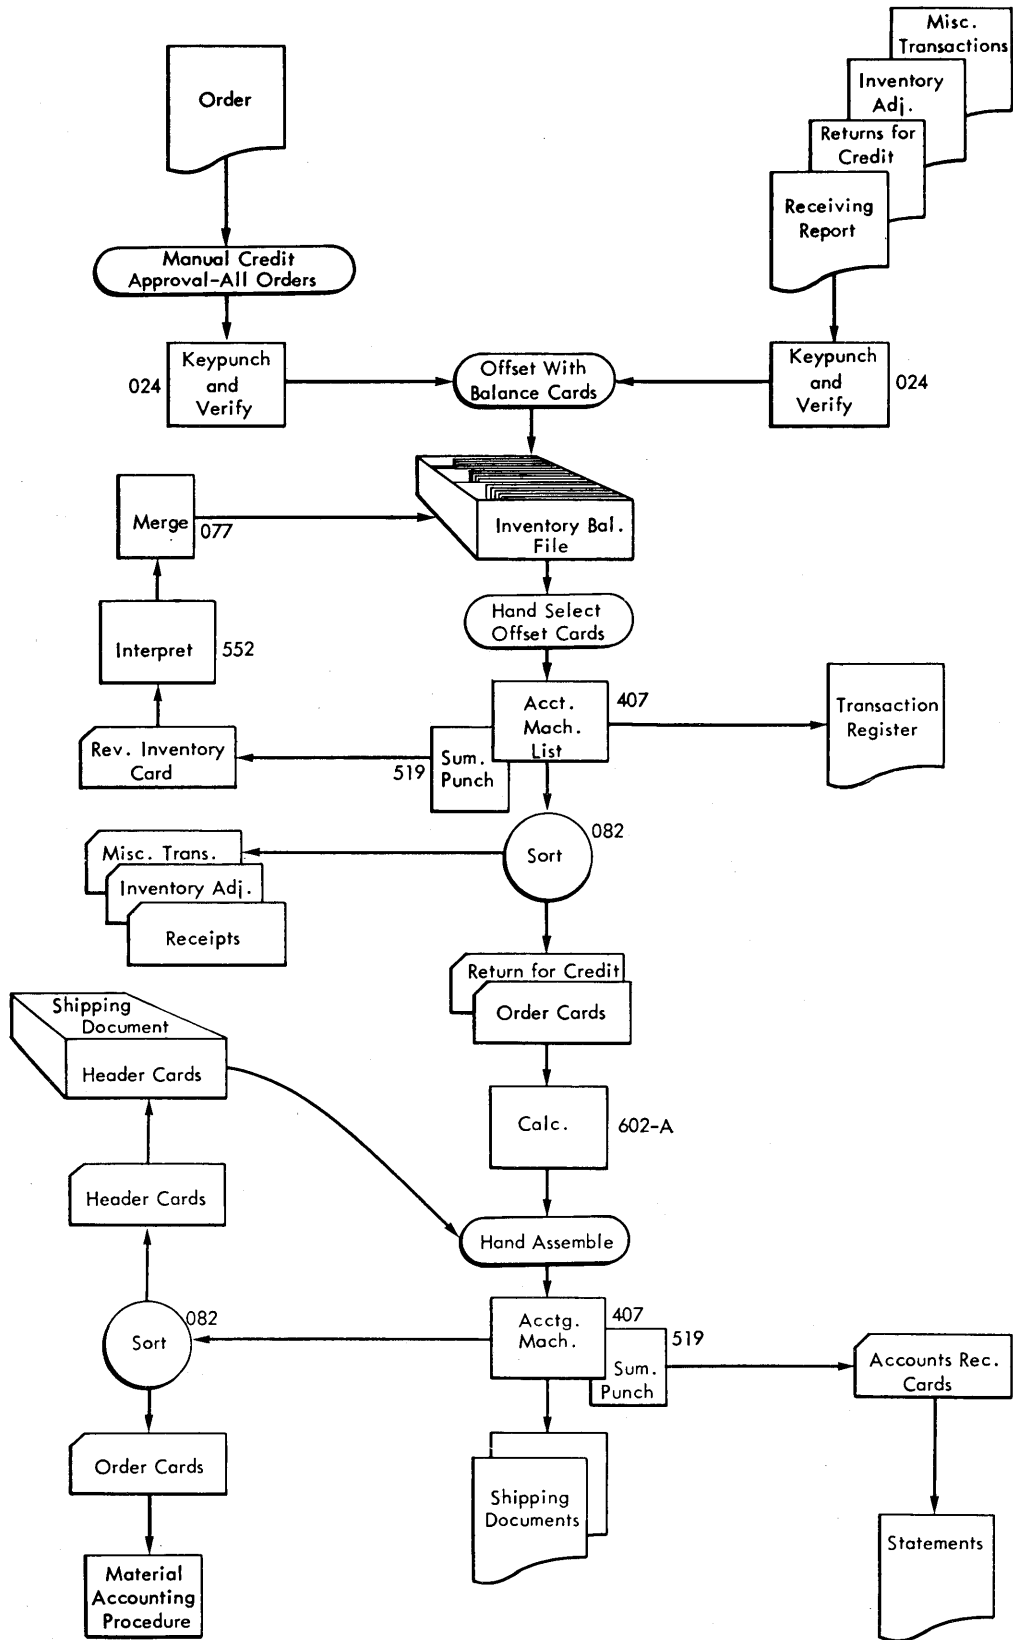 Misc.
Transactions
Inventory
Adj.
Returns for
Credit
Receiving
Report
Order
Manual Credit
Approval-All Orders
Keypunch
and
Verify
024
Offset With
Balance Cards
Keypunch
and
Verify
024
Merge
077
Inventory Bal.
File
Hand Select
Offset Cards
Interpret
552
Acct.
Mach.
List
407
Transaction
Register
Rev. Inventory
Card
519
Sum.
Punch
Sort
082
Misc. Trans.
Inventory Adj.
Receipts
Return for Credit
Order Cards
Shipping
Document
Header Cards
Calc.
602-A
Header Cards
Hand Assemble
Sort
082
Acctg.
Mach.
407
519
Sum.
Punch
Accounts Rec.
Cards
Order Cards
Shipping
Documents
Statements
Material
Accounting
Procedure